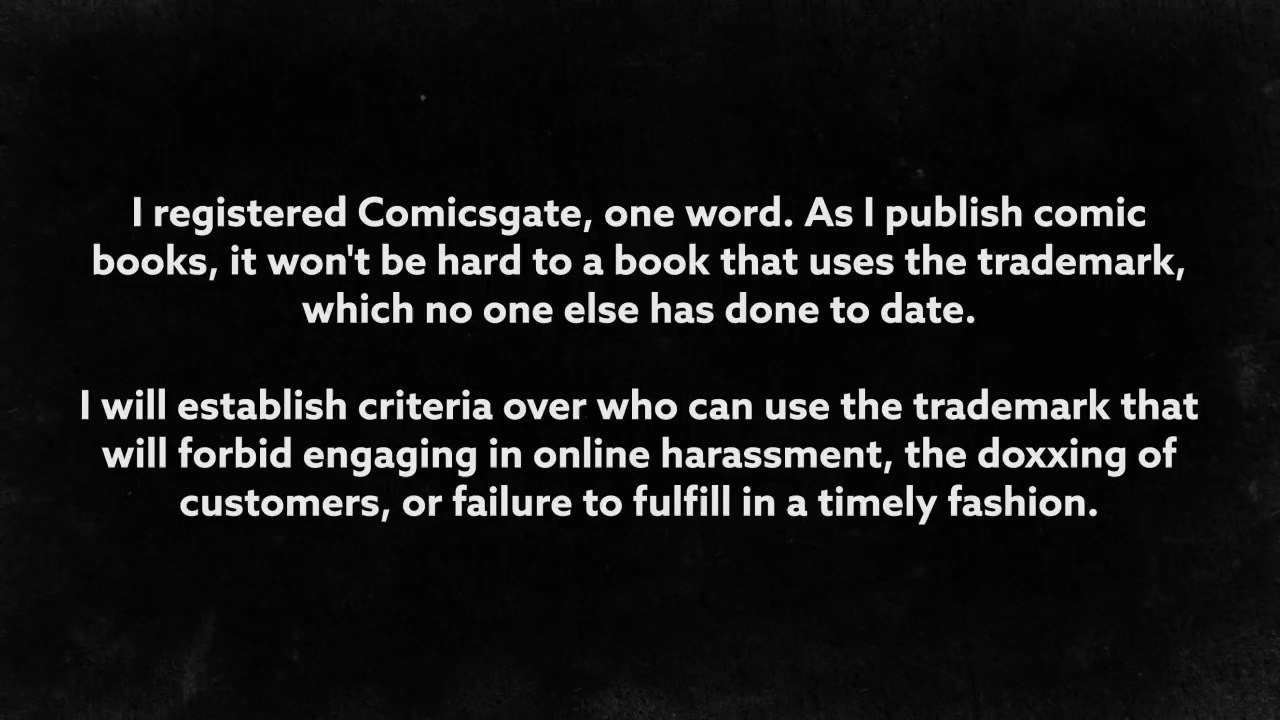 I registered Comicsgate, one word. As I publish comic
books, it won't be hard to a book that uses the trademark,
which no one else has done to date.
I will establish criteria over who can use the trademark that
will forbid engaging in online harassment, the doxxing of
customers, or failure to fulfill in a timely fashion.